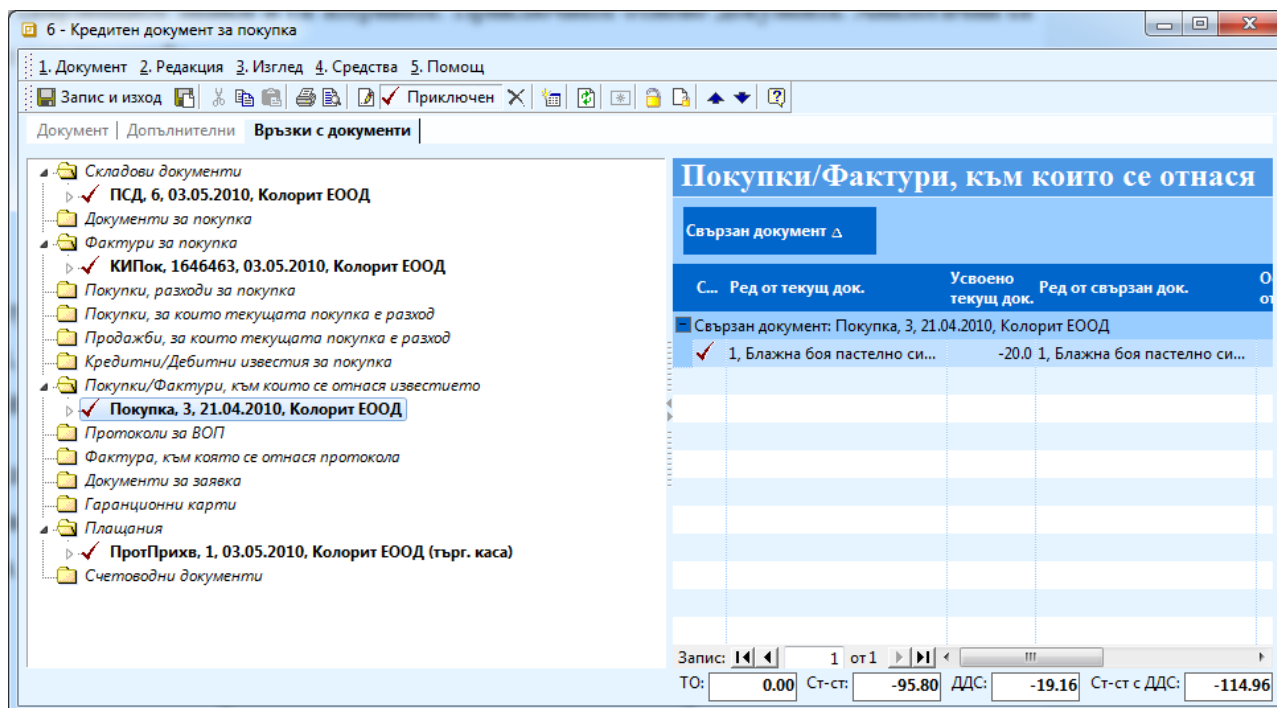 6 - Кредитен документ за покупка
1. Документ 2. Редакция 3. Изглед 4. Средства 5. Помощ
Запис и изход Приключен
Документ Допълнителни Връзки с документи
Складови документи
ПСД, 6, 03.05.2010, Колорит ЕООД
Документи за покупка
Фактури за покупка
КИПок, 1646463, 03.05.2010, Колорит ЕООД
Покупки, разходи за покупка
Покупки, за които текущата покупка е разход
Продажби, за които текущата покупка е разход
Кредитни/Дебитни известия за покупка
Покупки/Фактури, към които се отнася известието
Покупка, 3, 21.04.2010, Колорит ЕООД
Протоколи за ВОП
Фактура, към която се отнася протокола
Документи за заявка
Гаранционни карти
Плащания
ПротПрихв, 1, 03.05.2010, Колорит ЕООД (търг. каса)
Счетоводни документи
Покупки/Фактури, към които се отнася
Свързан документ
С... Ред от текущ док. Усвоено текущ док. Ред от свързан док.
Свързан документ: Покупка, 3, 21.04.2010, Колорит ЕООД
1, Блажна боя пастелно си... -20.0 1, Блажна боя пастелно си...
Запис: 1 от 1
ТО: 0.00 Ст-ст: -95.80 ДДС: -19.16 Ст-ст с ДДС: -114.96